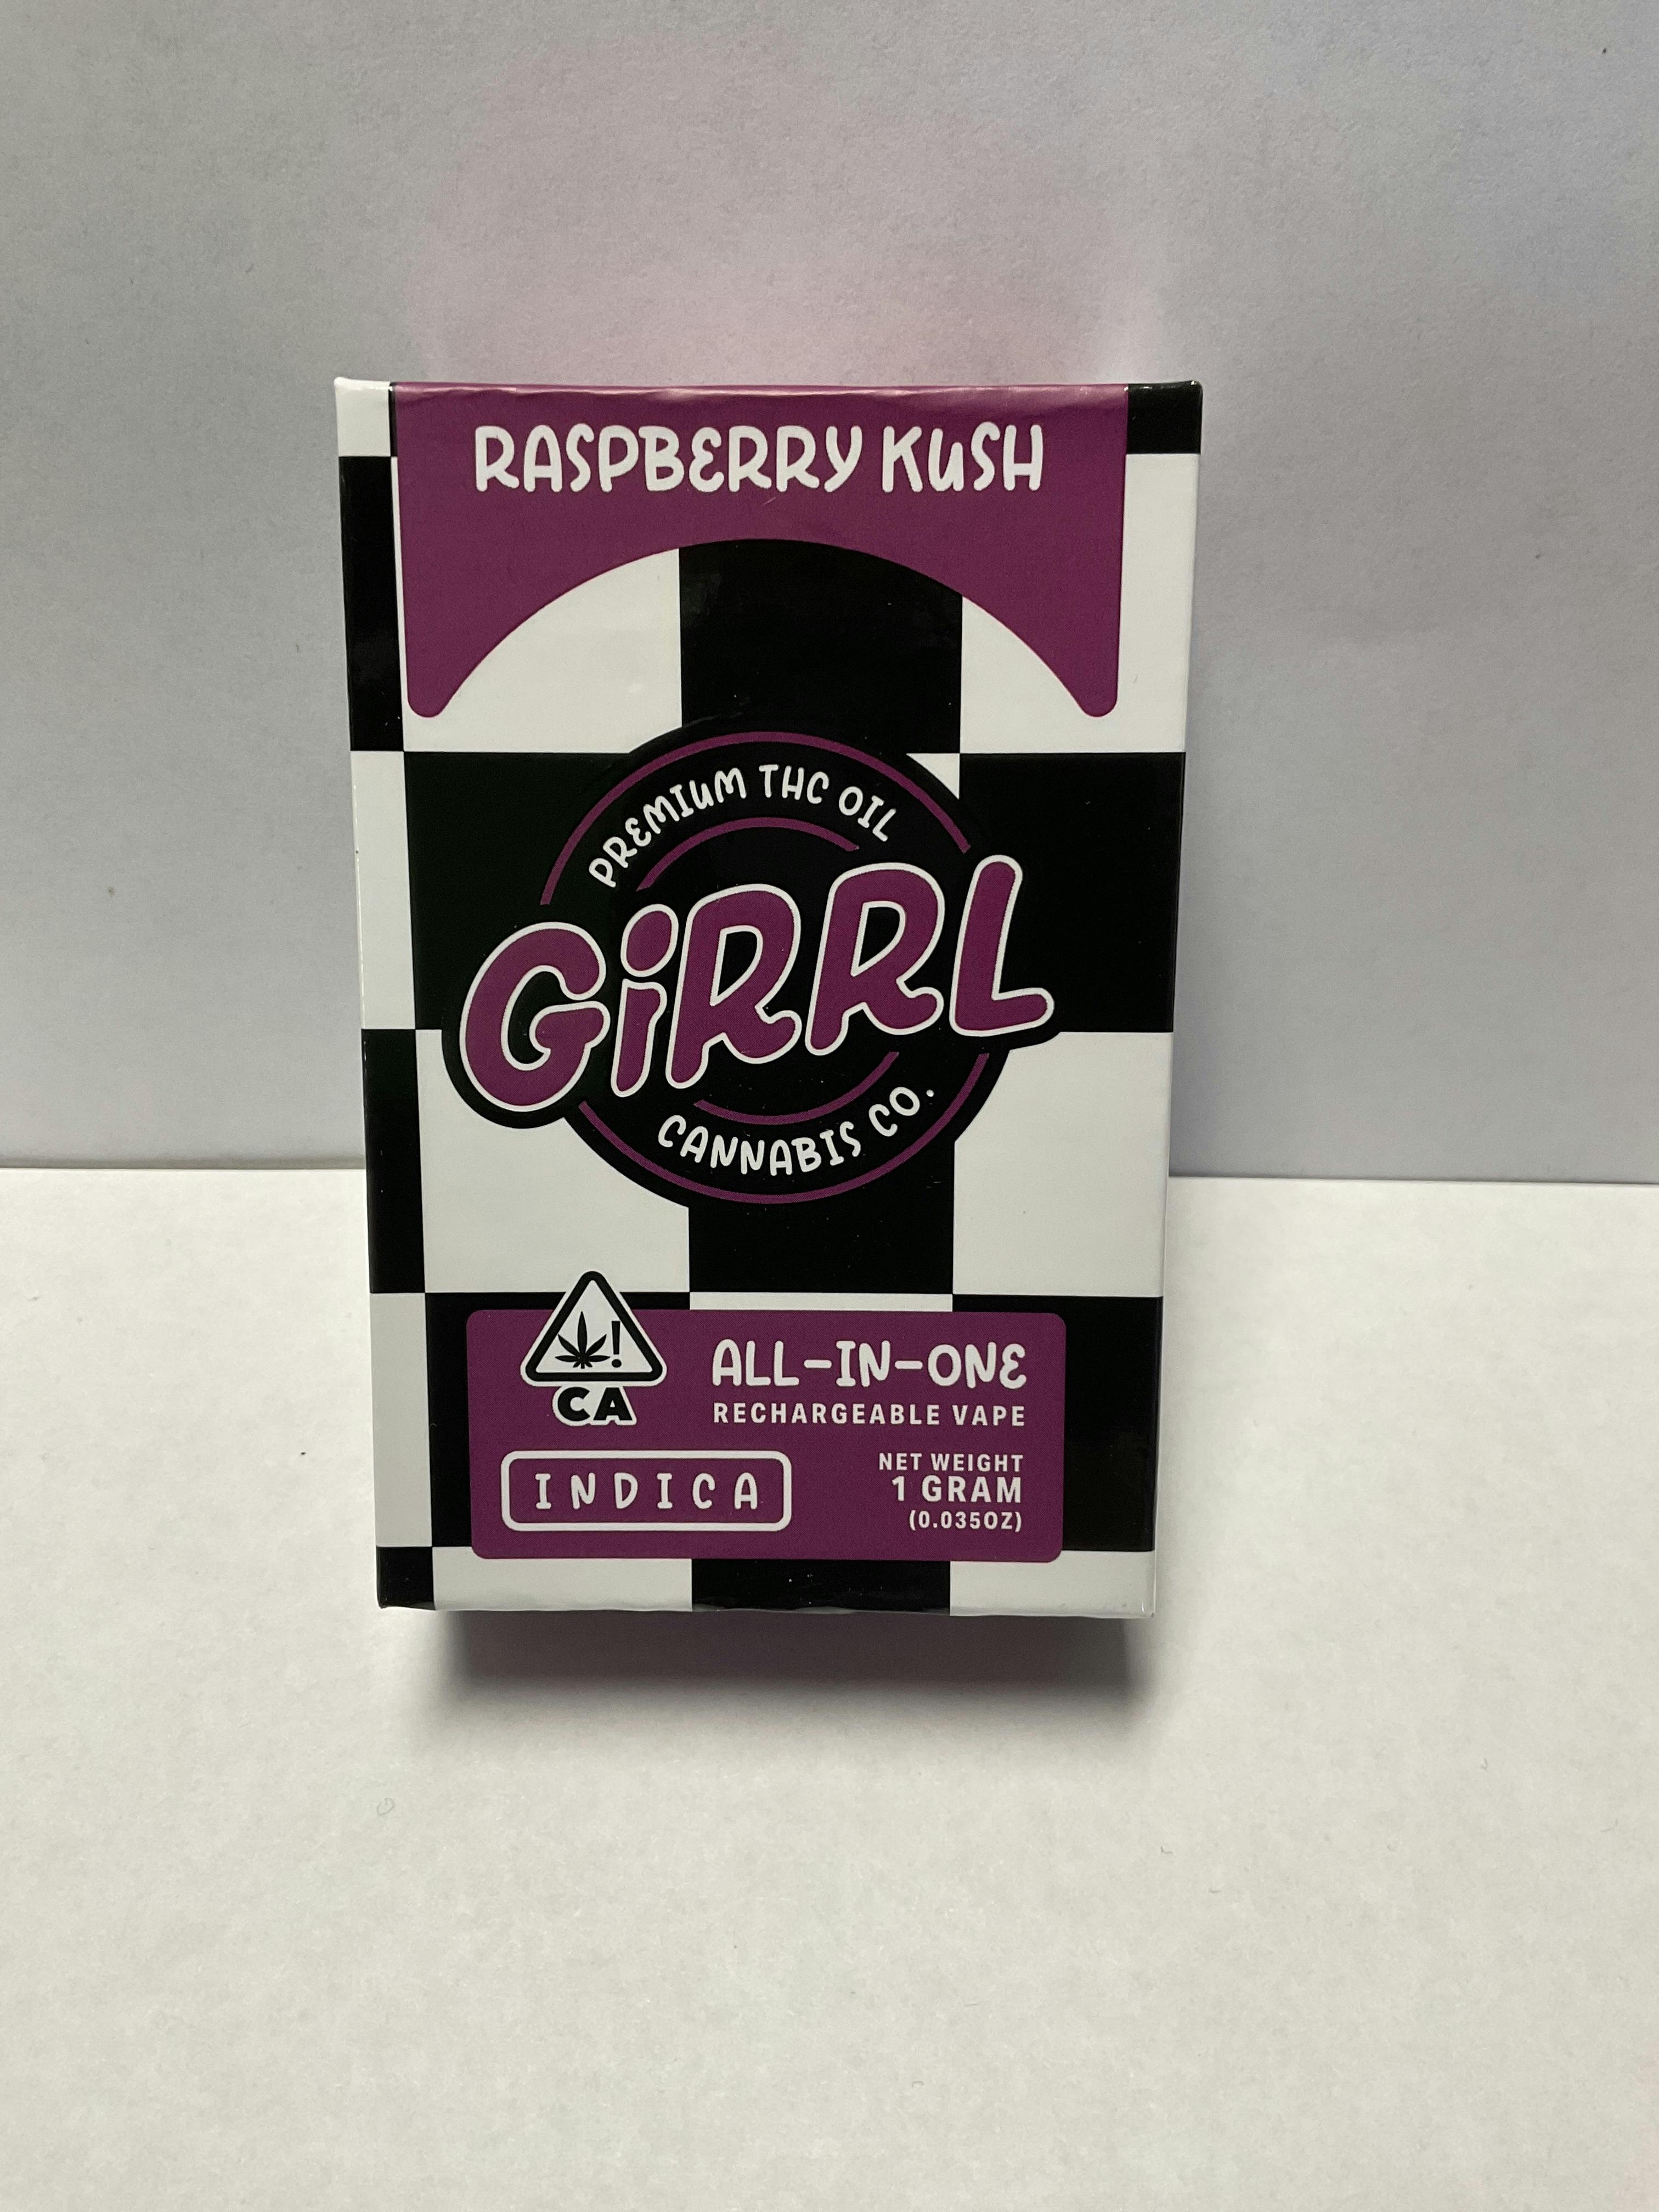 RASPBERRY KUSH
PREMIUM THC OIL
GiRRL
CANNABIS CO.
CA
ALL-IN-ONE
RECHARGEABLE VAPE
INDICA
NET WEIGHT
1 GRAM
(0.035OZ)